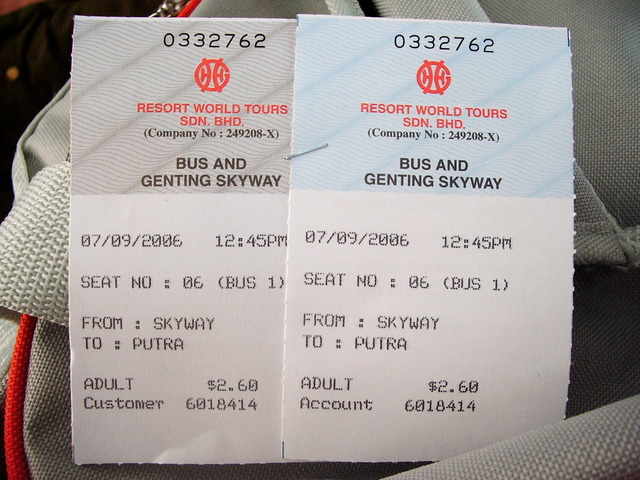 0332762
RESORT WORLD TOURS
SDN. BHD.
(Company No : 249208-X)
BUS AND
GENTING SKYWAY
07/09/2006 12:45PM
SEAT NO : 06 (BUS 1)
FROM : SKYWAY
TO : PUTRA
ADULT $2.60
Customer 6018414
0332762
RESORT WORLD TOURS
SDN. BHD.
(Company No : 249208-X)
BUS AND
GENTING SKYWAY
07/09/2006 12:45PM
SEAT NO : 06 (BUS 1)
FROM : SKYWAY
TO : PUTRA
ADULT $2.60
Account 6018414